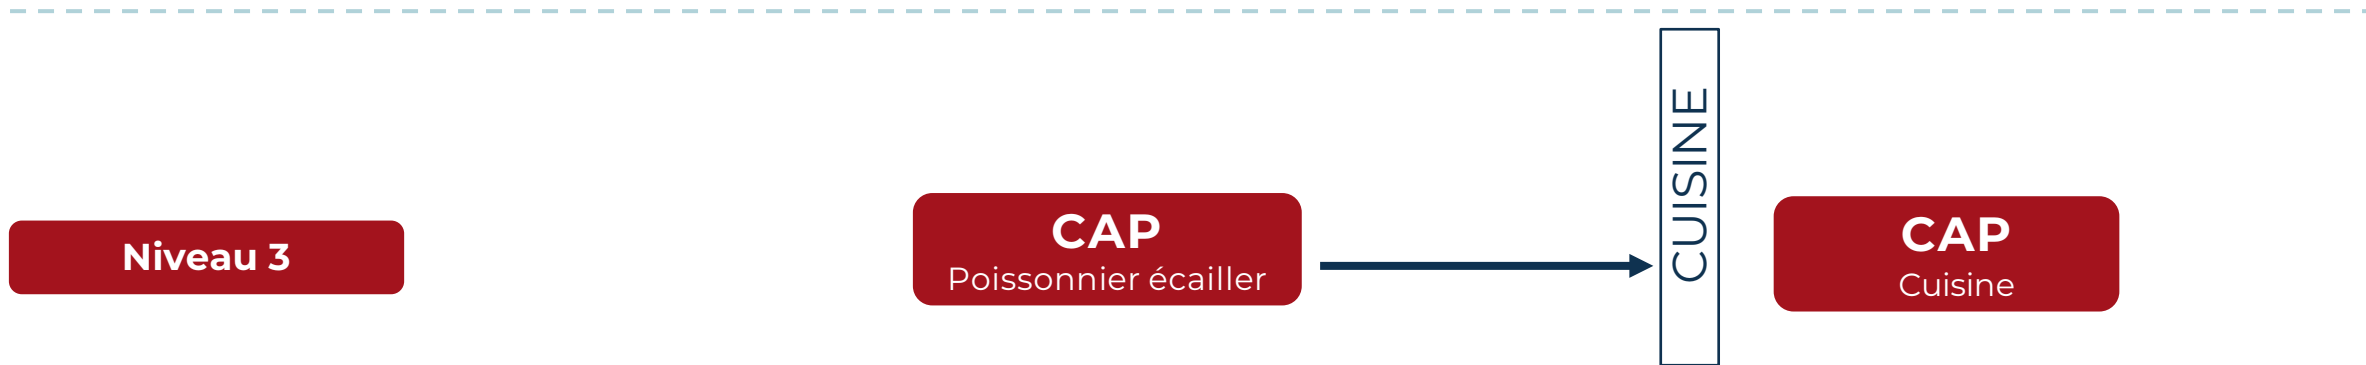 Niveau 3
CAP
Poissonnier écailler
CUISINE
CAP
Cuisine